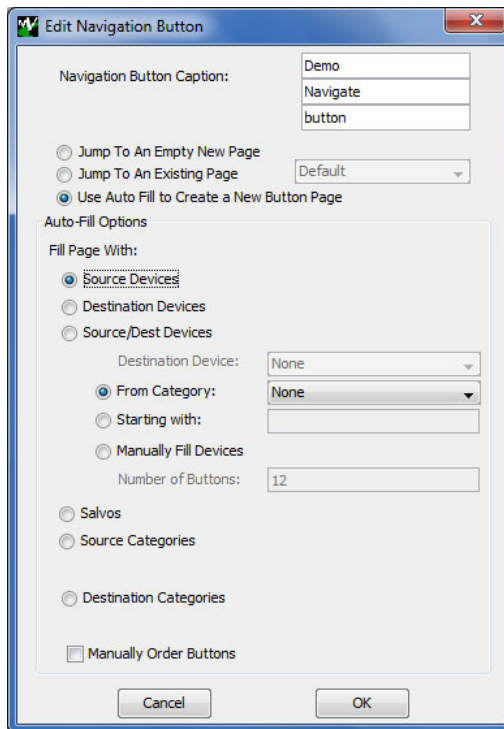 Edit Navigation Button
Navigation Button Caption:
Demo
Navigate
button
Jump To An Empty New Page
Jump To An Existing Page
Default
Use Auto Fill to Create a New Button Page
Auto-Fill Options
Fill Page With:
Source Devices
Destination Devices
Source/Dest Devices
Destination Device:
None
From Category:
None
Starting with:
Manually Fill Devices
Number of Buttons:
12
Salvos
Source Categories
Destination Categories
Manually Order Buttons
Cancel
OK